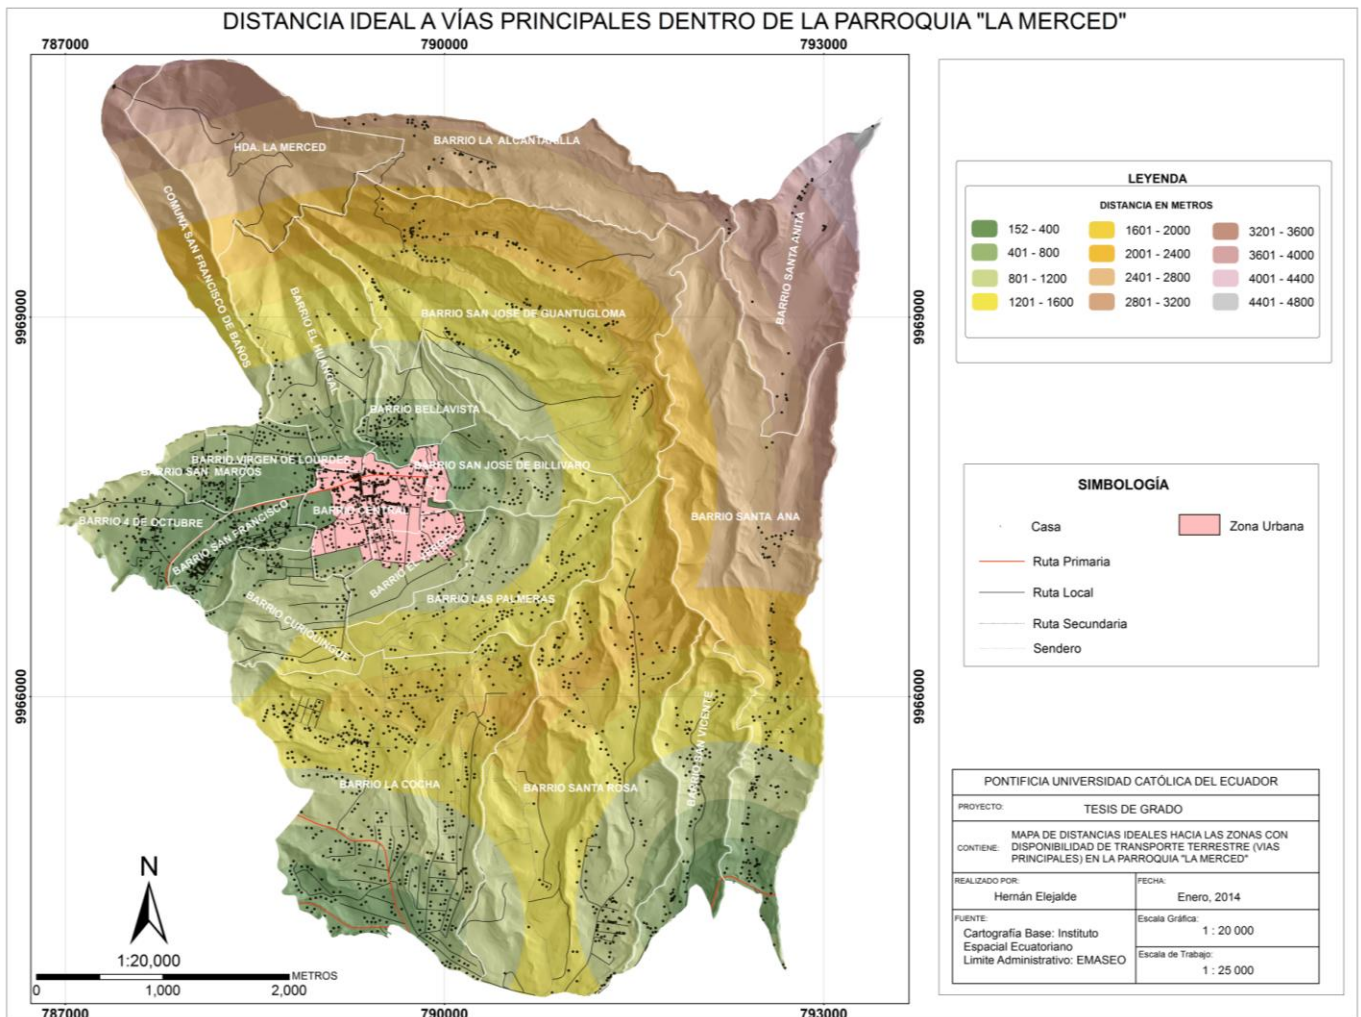 DISTANCIA IDEAL A VÍAS PRINCIPALES DENTRO DE LA PARROQUIA "LA MERCED"
787000
790000
793000
HDA. LA MERCED
BARRIO LA ALCANTARILLA
COMUNA SAN FRANCISCO DE BAÑOS
BARRIO SANTA ANITA
9969000
9969000
BARRIO EL HUANGAL
BARRIO SAN JOSE DE GUANTUGLOMA
BARRIO BELLAVISTA
BARRIO VIRGEN DE LOURDES
BARRIO SAN JOSE DE BILLIVARO
BARRIO SAN MARCOS
BARRIO CENTRAL
BARRIO SANTA ANA
BARRIO 4 DE OCTUBRE
BARRIO SAN FRANCISCO
BARRIO EL
BARRIO LAS PALMERAS
BARRIO CURIQUINGUE
9966000
9966000
BARRIO SAN VICENTE
BARRIO LA COCHA
BARRIO SANTA ROSA
N
1:20,000
METROS
0
1,000
2,000
787000
790000
793000
LEYENDA
DISTANCIA EN METROS
152 - 400
401 - 800
801 - 1200
1201 - 1600
1601 - 2000
2001 - 2400
2401 - 2800
2801 - 3200
3201 - 3600
3601 - 4000
4001 - 4400
4401 - 4800
SIMBOLOGÍA
Casa
Ruta Primaria
Ruta Local
Ruta Secundaria
Sendero
Zona Urbana
PONTIFICIA UNIVERSIDAD CATÓLICA DEL ECUADOR
PROYECTO:
TESIS DE GRADO
CONTIENE:
MAPA DE DISTANCIAS IDEALES HACIA LAS ZONAS CON
DISPONIBILIDAD DE TRANSPORTE TERRESTRE (VIAS
PRINCIPALES) EN LA PARROQUIA "LA MERCED"
REALIZADO POR:
Hernán Elejalde
FECHA:
Enero, 2014
FUENTE:
Cartografía Base: Instituto
Espacial Ecuatoriano
Limite Administrativo: EMASEO
Escala Gráfica:
1 : 20 000
Escala de Trabajo:
1 : 25 000